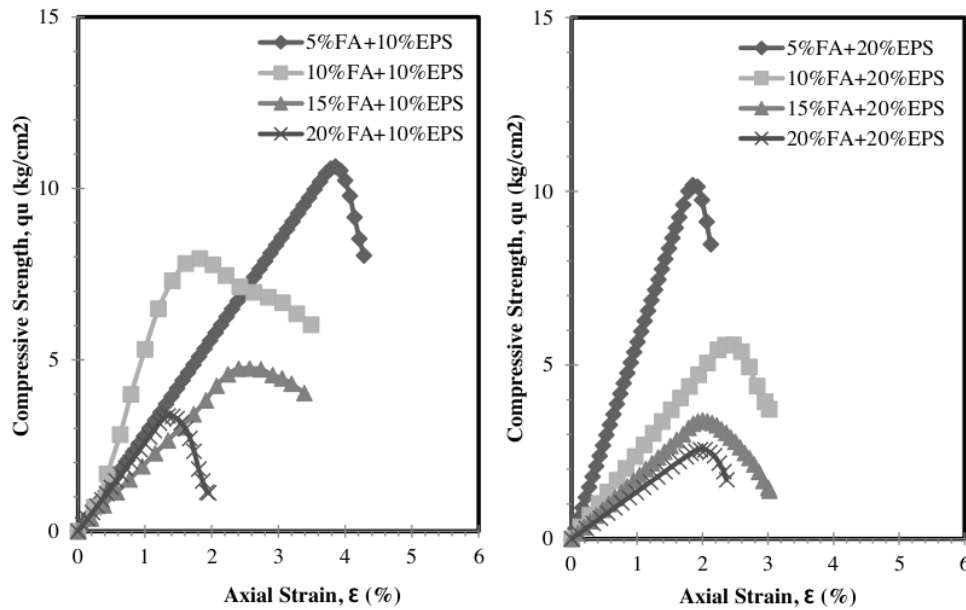 15
10
5
0
0 1 2 3 4 5 6
Compressive Srength, qu (kg/cm2)
Axial Strain, ε (%)
5%FA+10%EPS
10%FA+10%EPS
15%FA+10%EPS
20%FA+10%EPS
15
10
5
0
0 1 2 3 4 5 6
Compressive Strength, qu (kg/cm2)
Axial Strain, ε (%)
5%FA+20%EPS
10%FA+20%EPS
15%FA+20%EPS
20%FA+20%EPS